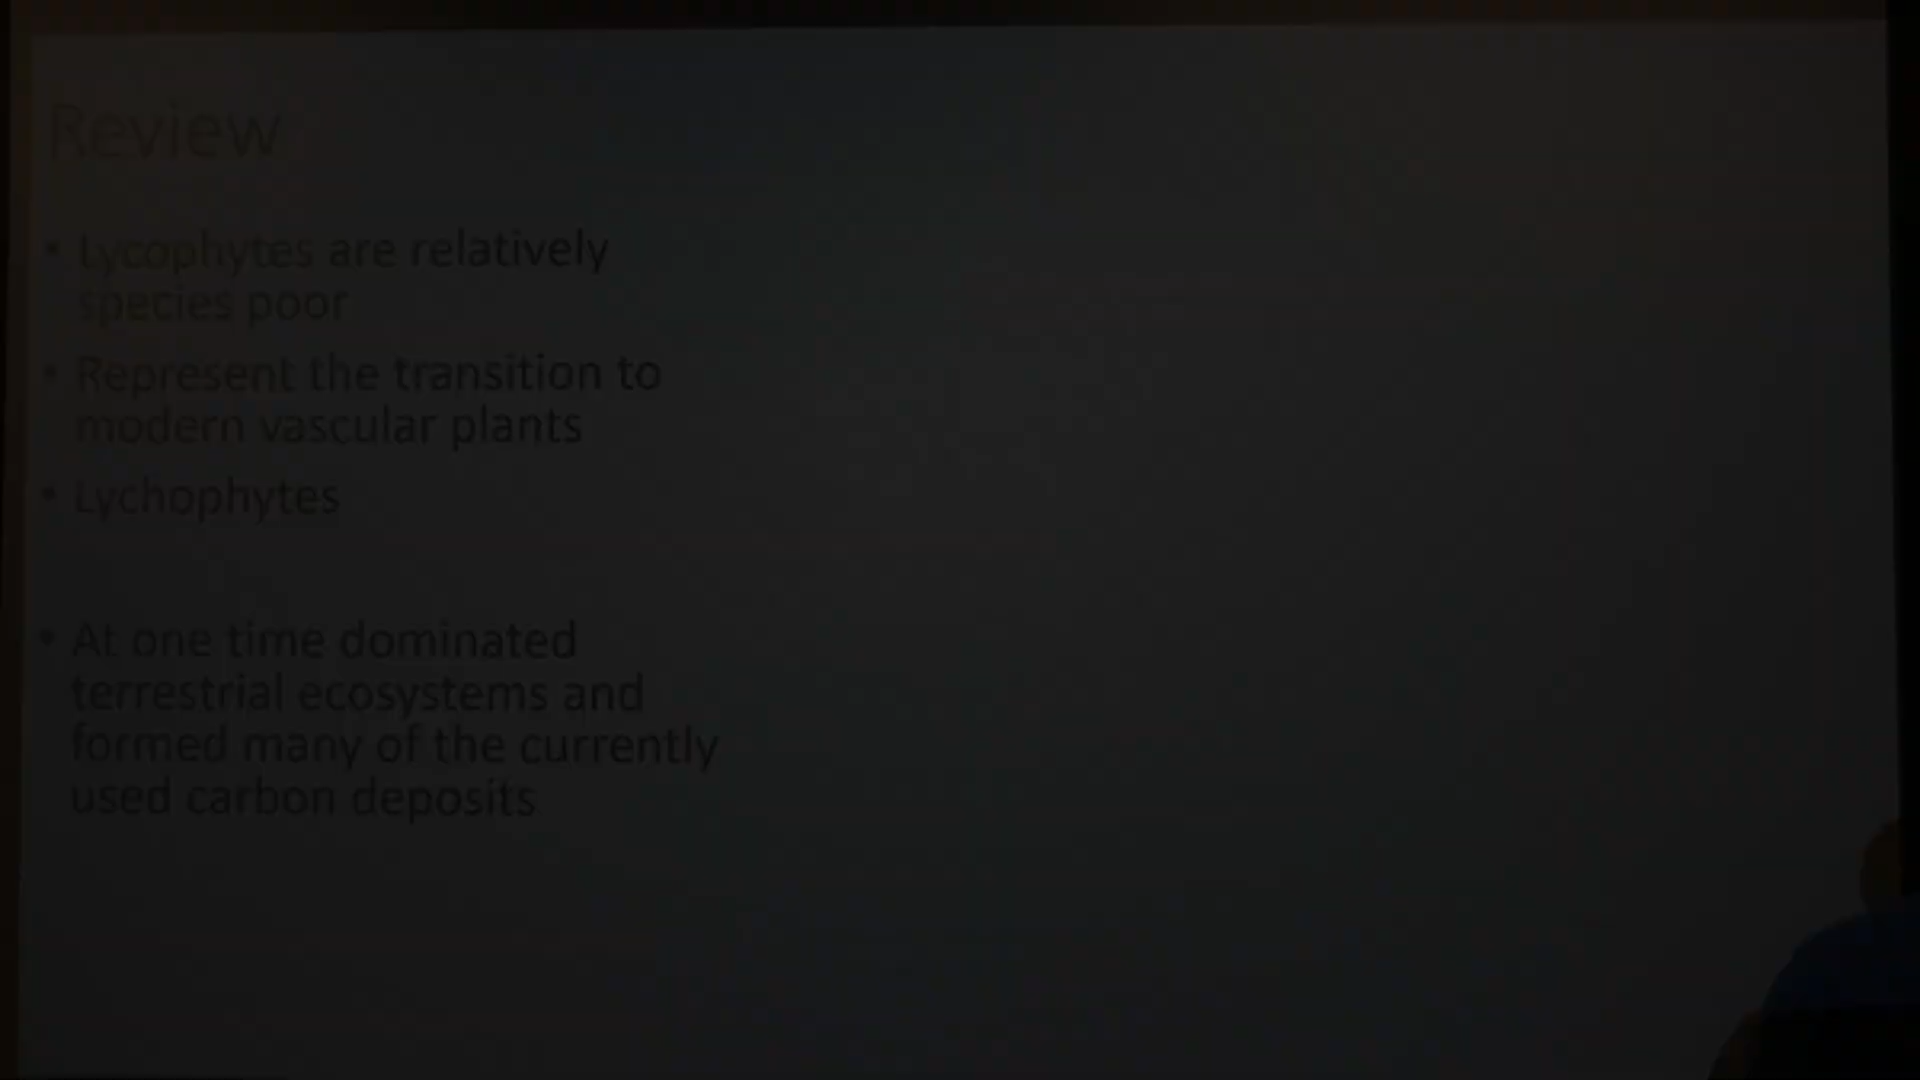 Review
• Lycophytes are relatively
species poor
• Represent the transition to
modern vascular plants
• Lychophytes
• At one time dominated
terrestrial ecosystems and
formed many of the currently
used carbon deposits